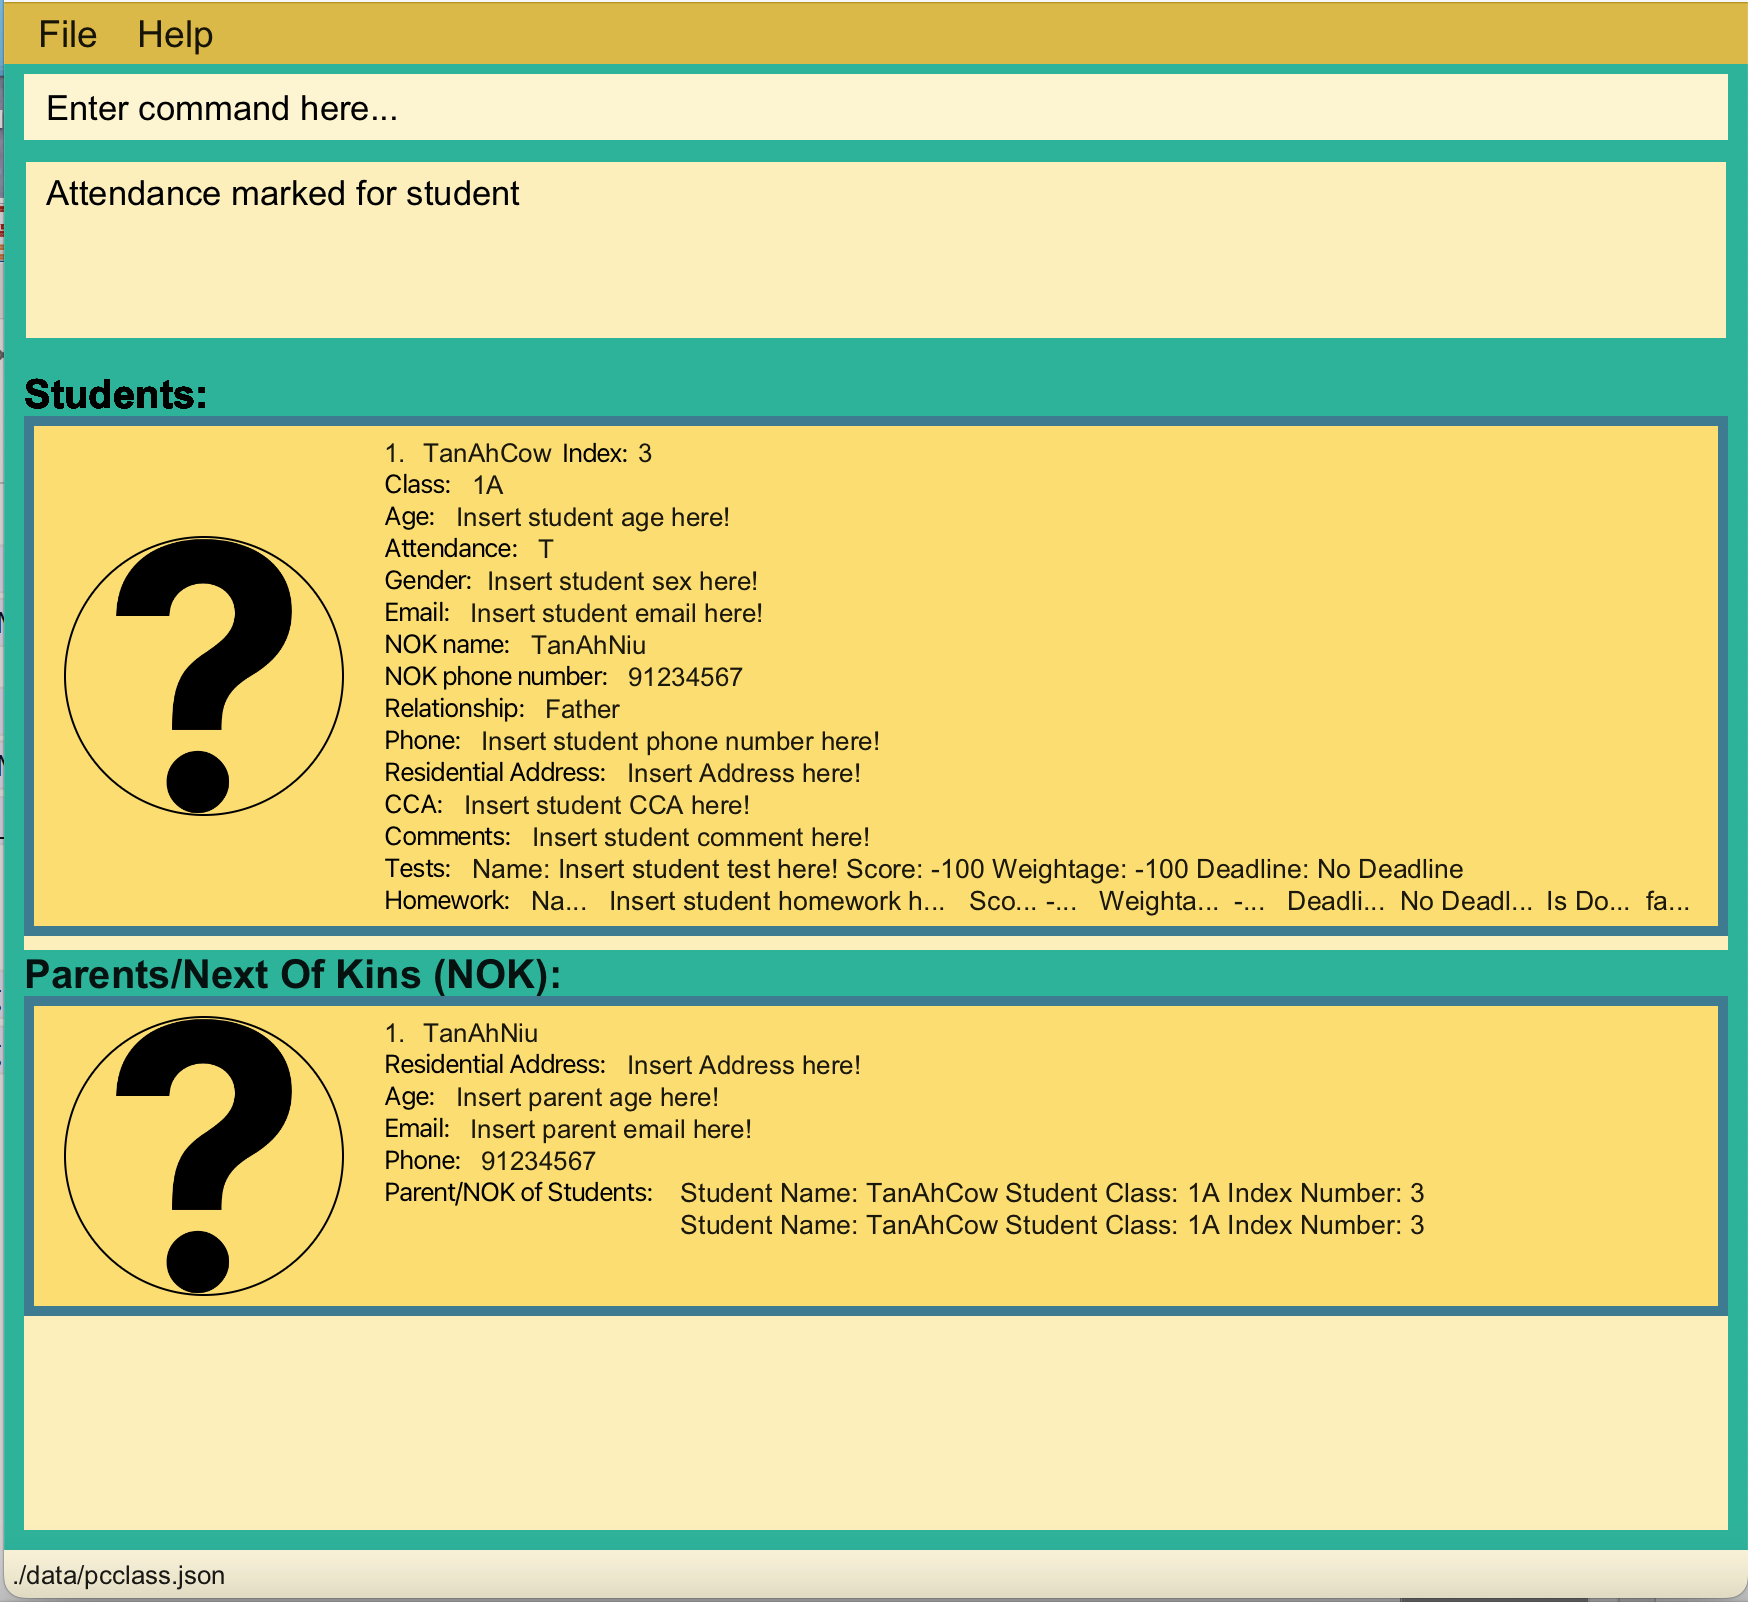 File Help
Enter command here...
Attendance marked for student
Students:
1. TanAhCow Index: 3
Class: 1A
Age: Insert student age here!
Attendance: T
Gender: Insert student sex here!
Email: Insert student email here!
NOK name: TanAhNiu
NOK phone number: 91234567
Relationship: Father
Phone: Insert student phone number here!
Residential Address: Insert Address here!
CCA: Insert student CCA here!
Comments: Insert student comment here!
Tests: Name: Insert student test here! Score: -100 Weightage: -100 Deadline: No Deadline
Homework: Na... Insert student homework h... Sco... -... Weighta... -... Deadli... No Deadl... Is Do... fa...
Parents/Next Of Kins (NOK):
1. TanAhNiu
Residential Address: Insert Address here!
Age: Insert parent age here!
Email: Insert parent email here!
Phone: 91234567
Parent/NOK of Students: Student Name: TanAhCow Student Class: 1A Index Number: 3
Student Name: TanAhCow Student Class: 1A Index Number: 3
./data/pcclass.json